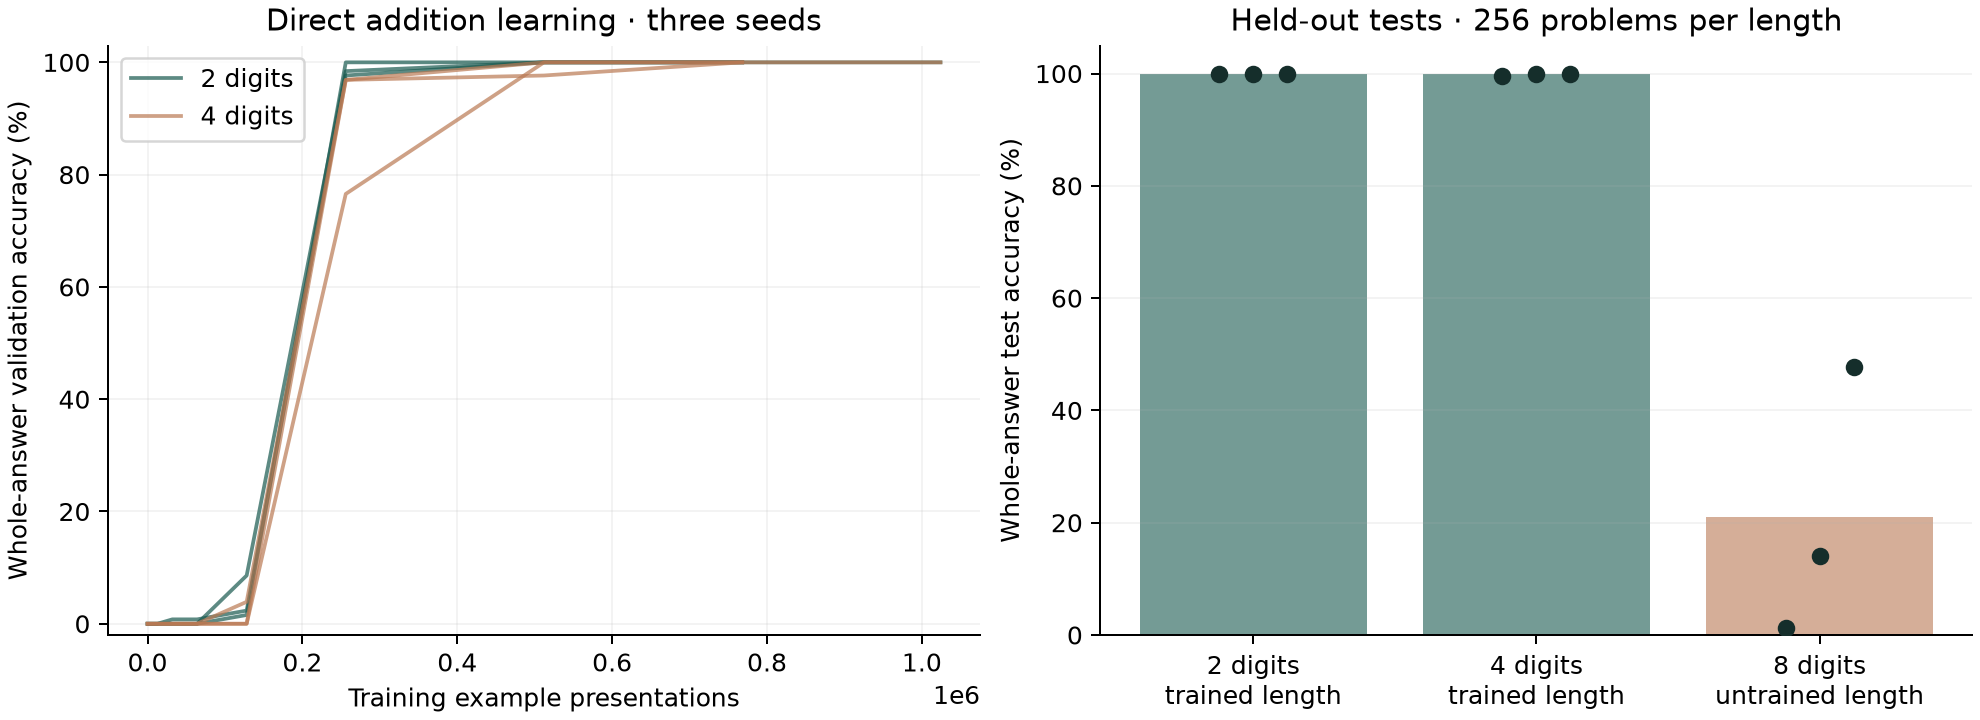 Direct addition learning · three seeds
Whole-answer validation accuracy (%)
100
80
60
40
20
0
2 digits
4 digits
0.0
0.2
0.4
0.6
0.8
1.0
1e6
Training example presentations
Held-out tests · 256 problems per length
Whole-answer test accuracy (%)
100
80
60
40
20
0
2 digits
trained length
4 digits
trained length
8 digits
untrained length